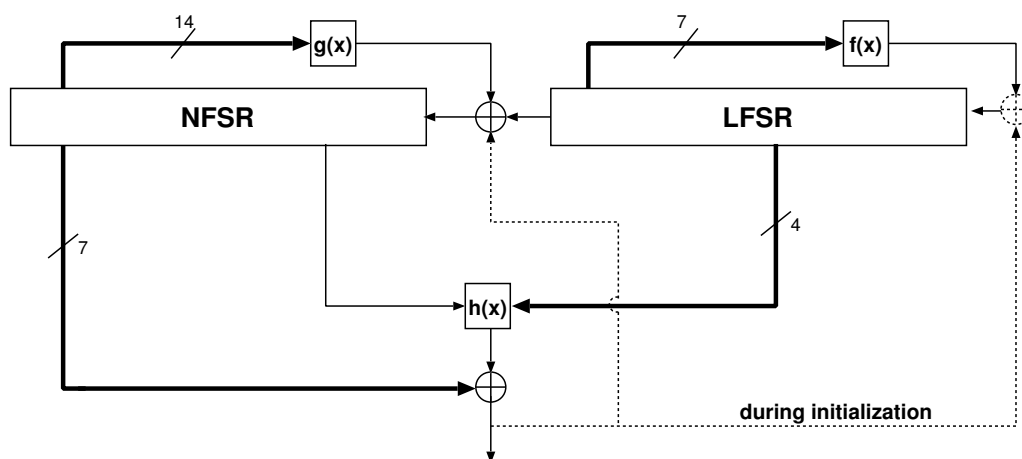 14
g(x)
7
f(x)
NFSR
LFSR
7
4
h(x)
during initialization